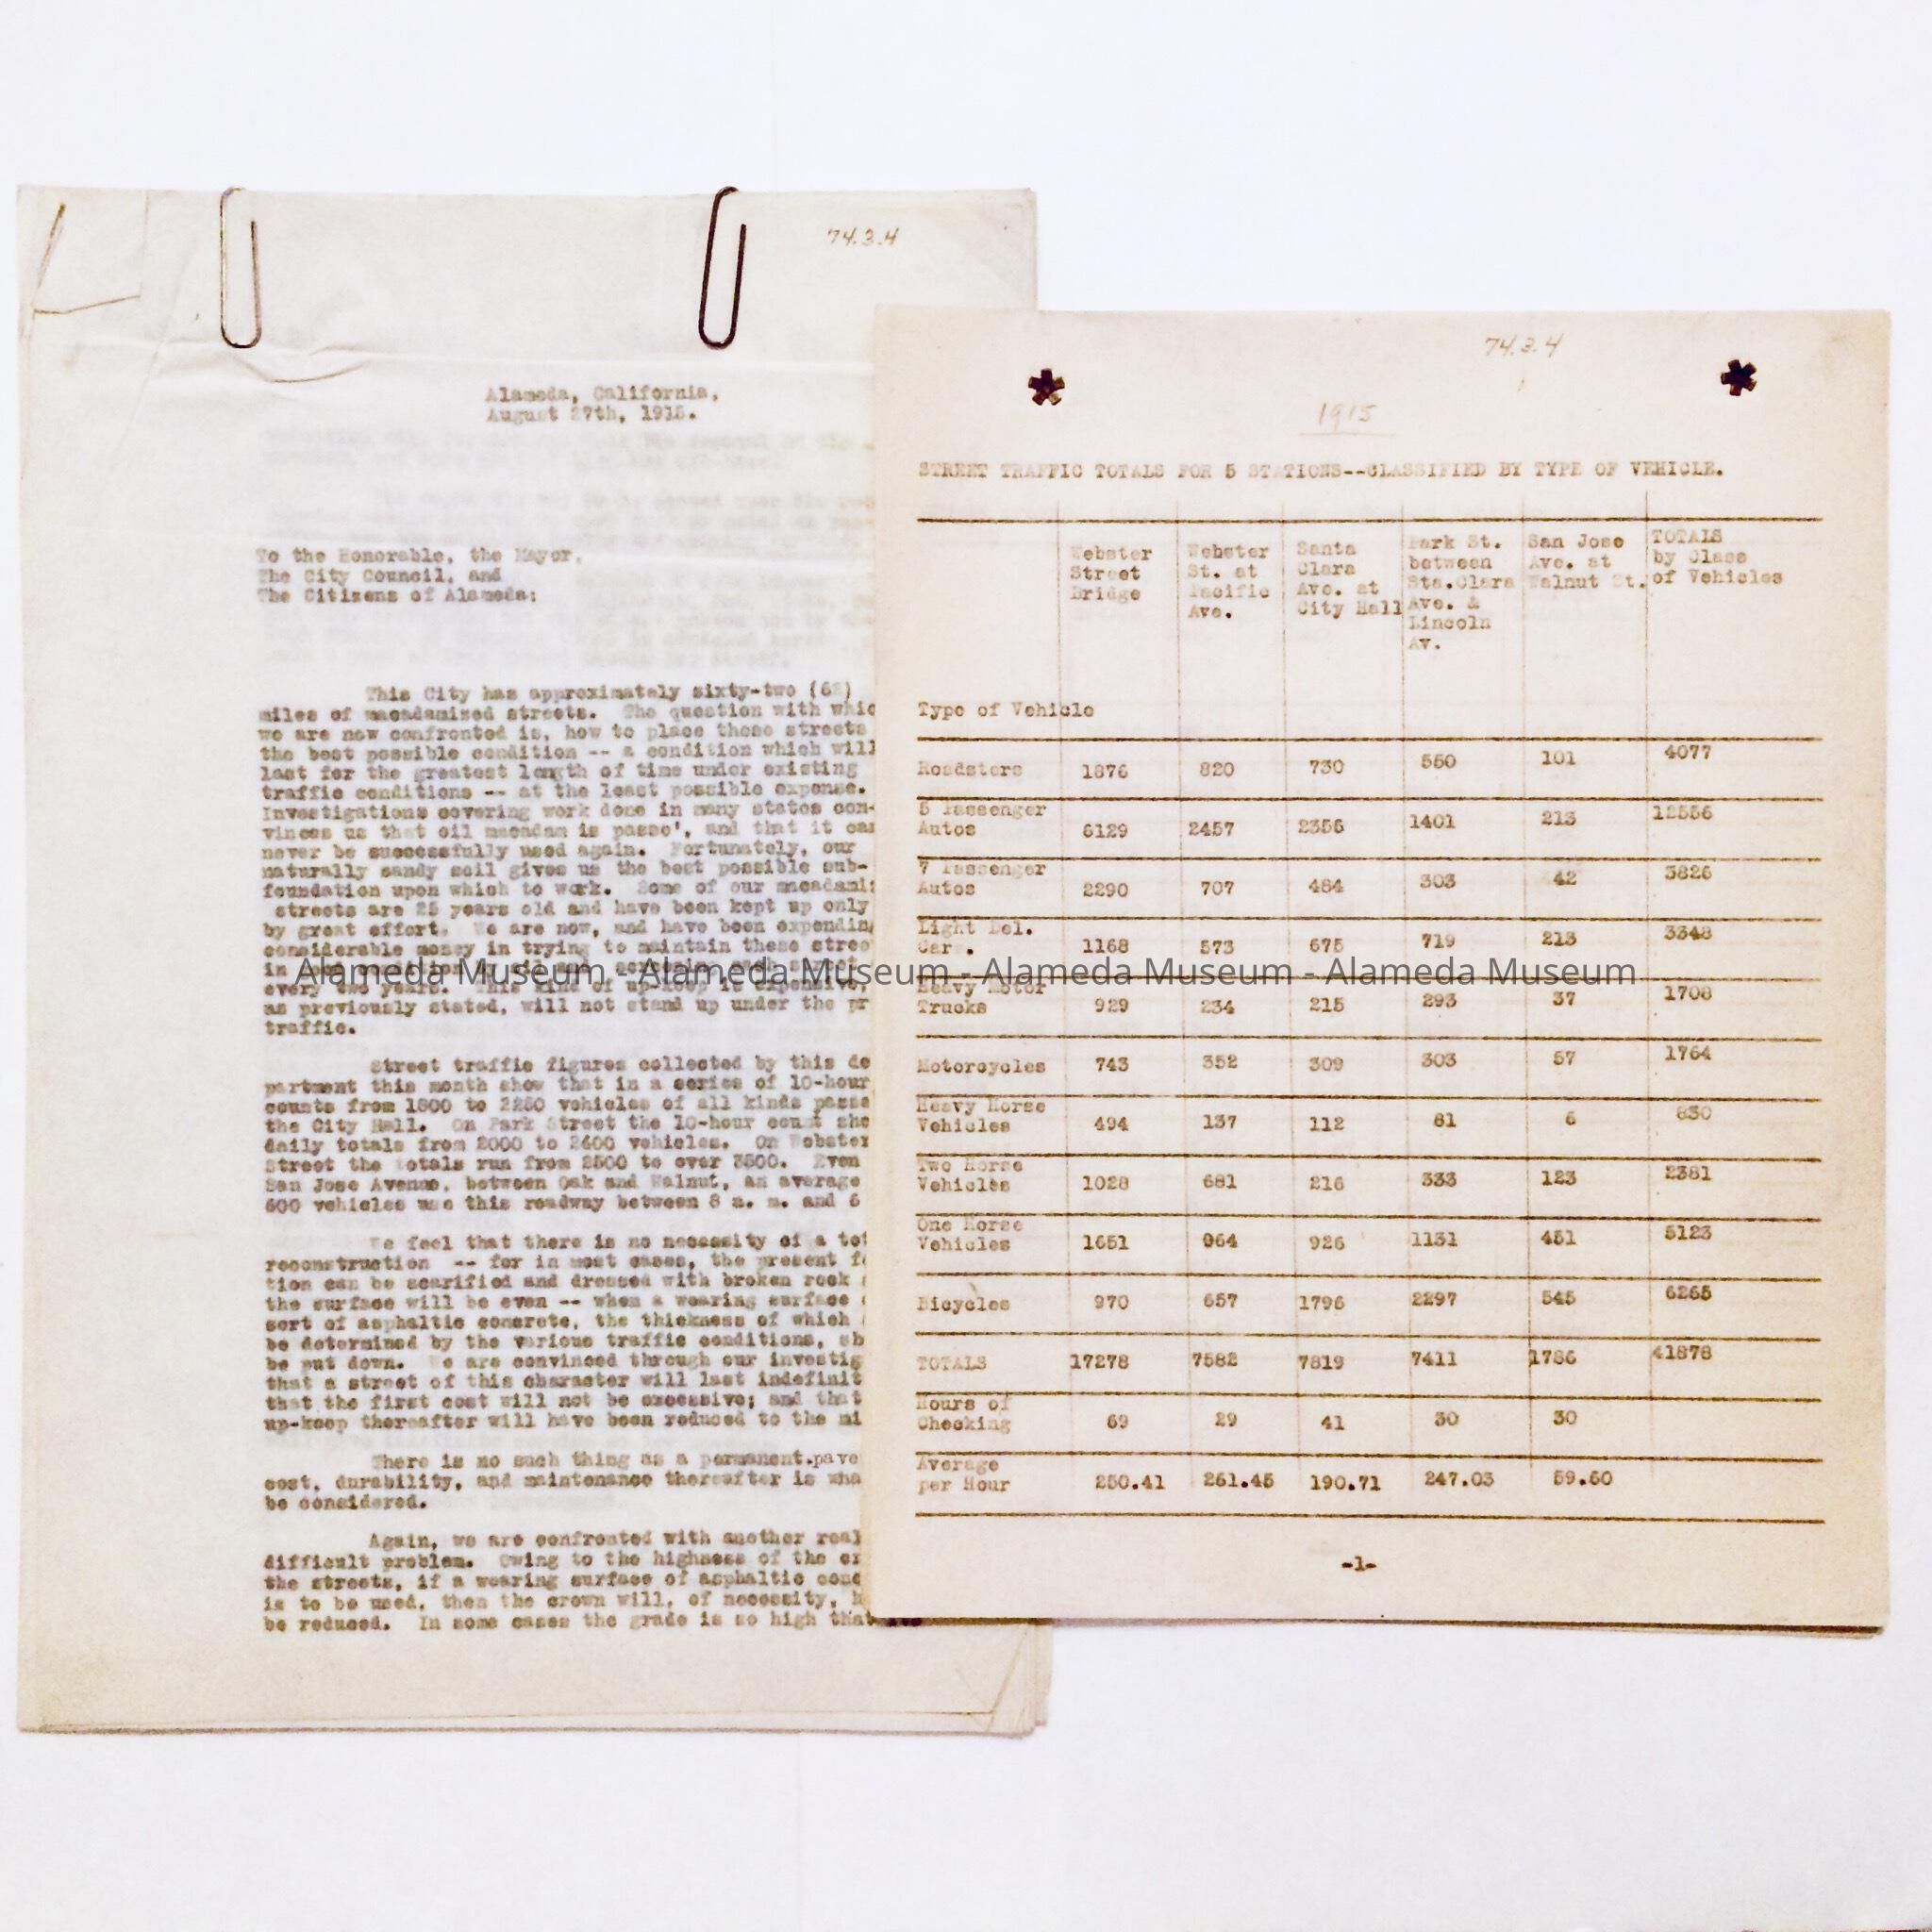 74.3.4
Alameda, California,
August 27th, 1915.
To the Honorable, the Mayor,
The City Council, and
The Citizens of Alameda:
This City has approximately sixty-two (62)
miles of macadamized streets. The question with whic
we are now confronted is, how to place these streets
the best possible condition -- a condition which will
last for the greatest length of time under existing
traffic conditions -- at the least possible expense.
Investigations covering work done in many states con-
vinces us that oil macadam is passe', and that it can
never be successfully used again. Fortunately, our
naturally sandy soil gives us the best possible sub-
foundation upon which to work. Some of our macadami
streets are 25 years old and have been kept up only
by great effort. We are now, and have been expending
considerable money in trying to maintain these stree
in
every two years. This kind of up-keep is expensive,
as previously stated, will not stand up under the pr
traffic.
Street traffic figures collected by this de
partment this month show that in a series of 10-hour
counts from 1800 to 2250 vehicles of all kinds passe
the City Hall. On Park Street the 10-hour count sho
daily totals from 2000 to 2400 vehicles. On Webster
Street the totals run from 2500 to over 3500. Even
San Jose Avenue, between Oak and Walnut, an average
600 vehicles use this roadway between 8 a. m. and 6
We feel that there is no necessity of a tot
reconstruction -- for in most cases, the present fo
tion can be scarified and dressed with broken rock
the surface will be even -- when a wearing surface
sort of asphaltic concrete, the thickness of which
be determined by the various traffic conditions, sh
be put down. We are convinced through our investig
that a street of this character will last indefinit
that the first cost will not be excessive; and that
up-keep thereafter will have been reduced to the mi
There is no such thing as a permanent.pave
cost, durability, and maintenance thereafter is wha
be considered.
Again, we are confronted with another real
difficult problem. Owing to the highness of the cr
the streets, if a wearing surface of asphaltic conc
is to be used, then the crown will, of necessity, h
be reduced. In some cases the grade is so high that
74.3.4
1915
STREET TRAFFIC TOTALS FOR 5 STATIONS--CLASSIFIED BY TYPE OF VEHICLE.
Webster Street Bridge
Webster St. at Pacific Ave.
Santa Clara Ave. at City Hall
Park St. between Sta.Clara Ave. & Lincoln Av.
San Jose Ave. at Walnut St.
TOTALS by Class of Vehicles
Type of Vehicle
Roadsters 1876 820 730 550 101 4077
5 Passenger Autos 6129 2457 2356 1401 213 12556
7 Passenger Autos 2290 707 484 303 42 3826
Light Del. Car . 1168 573 675 719 213 3348
Heavy Motor Trucks 929 234 215 293 37 1708
Motorcycles 743 352 309 303 57 1764
Heavy Horse Vehicles 494 137 112 81 6 830
Two Horse Vehicles 1028 681 216 333 123 2381
One Horse Vehicles 1651 964 926 1131 451 5123
Bicycles 970 657 1796 2297 545 6265
TOTALS 17278 7582 7819 7411 1786 41878
Hours of Checking 69 29 41 30 30
Average per Hour 250.41 261.45 190.71 247.03 59.60
-1-
Alameda Museum - Alameda Museum - Alameda Museum - Alameda Museum